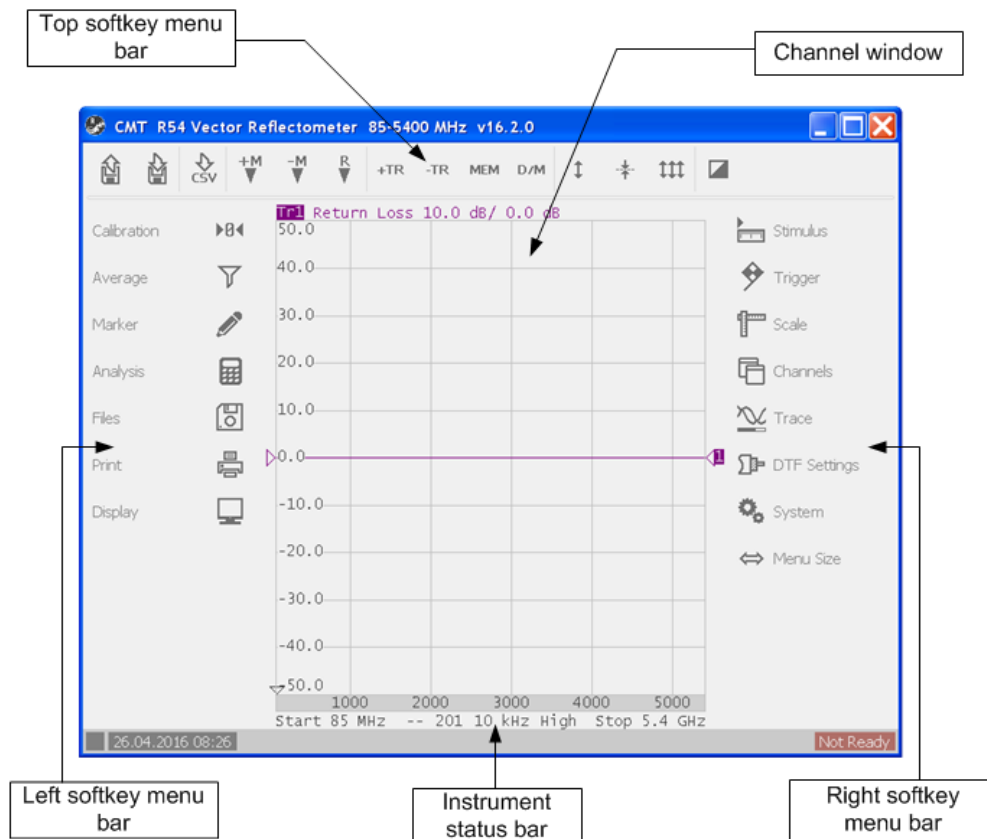 Top softkey menu
bar
Channel window
CMT R54 Vector Reflectometer 85-5400 MHz v16.2.0
CSV +M -M R +TR -TR MEM D/M
Tr1 Return Loss 10.0 dB/ 0.0 dB
Calibration
Average
Marker
Analysis
Files
Print
Display
50.0
40.0
30.0
20.0
10.0
0.0
-10.0
-20.0
-30.0
-40.0
-50.0
1
1000 2000 3000 4000 5000
Start 85 MHz -- 201 10 kHz High Stop 5.4 GHz
Stimulus
Trigger
Scale
Channels
Trace
DTF Settings
System
Menu Size
26.04.2016 08:26
Not Ready
Left softkey menu
bar
Instrument
status bar
Right softkey
menu bar